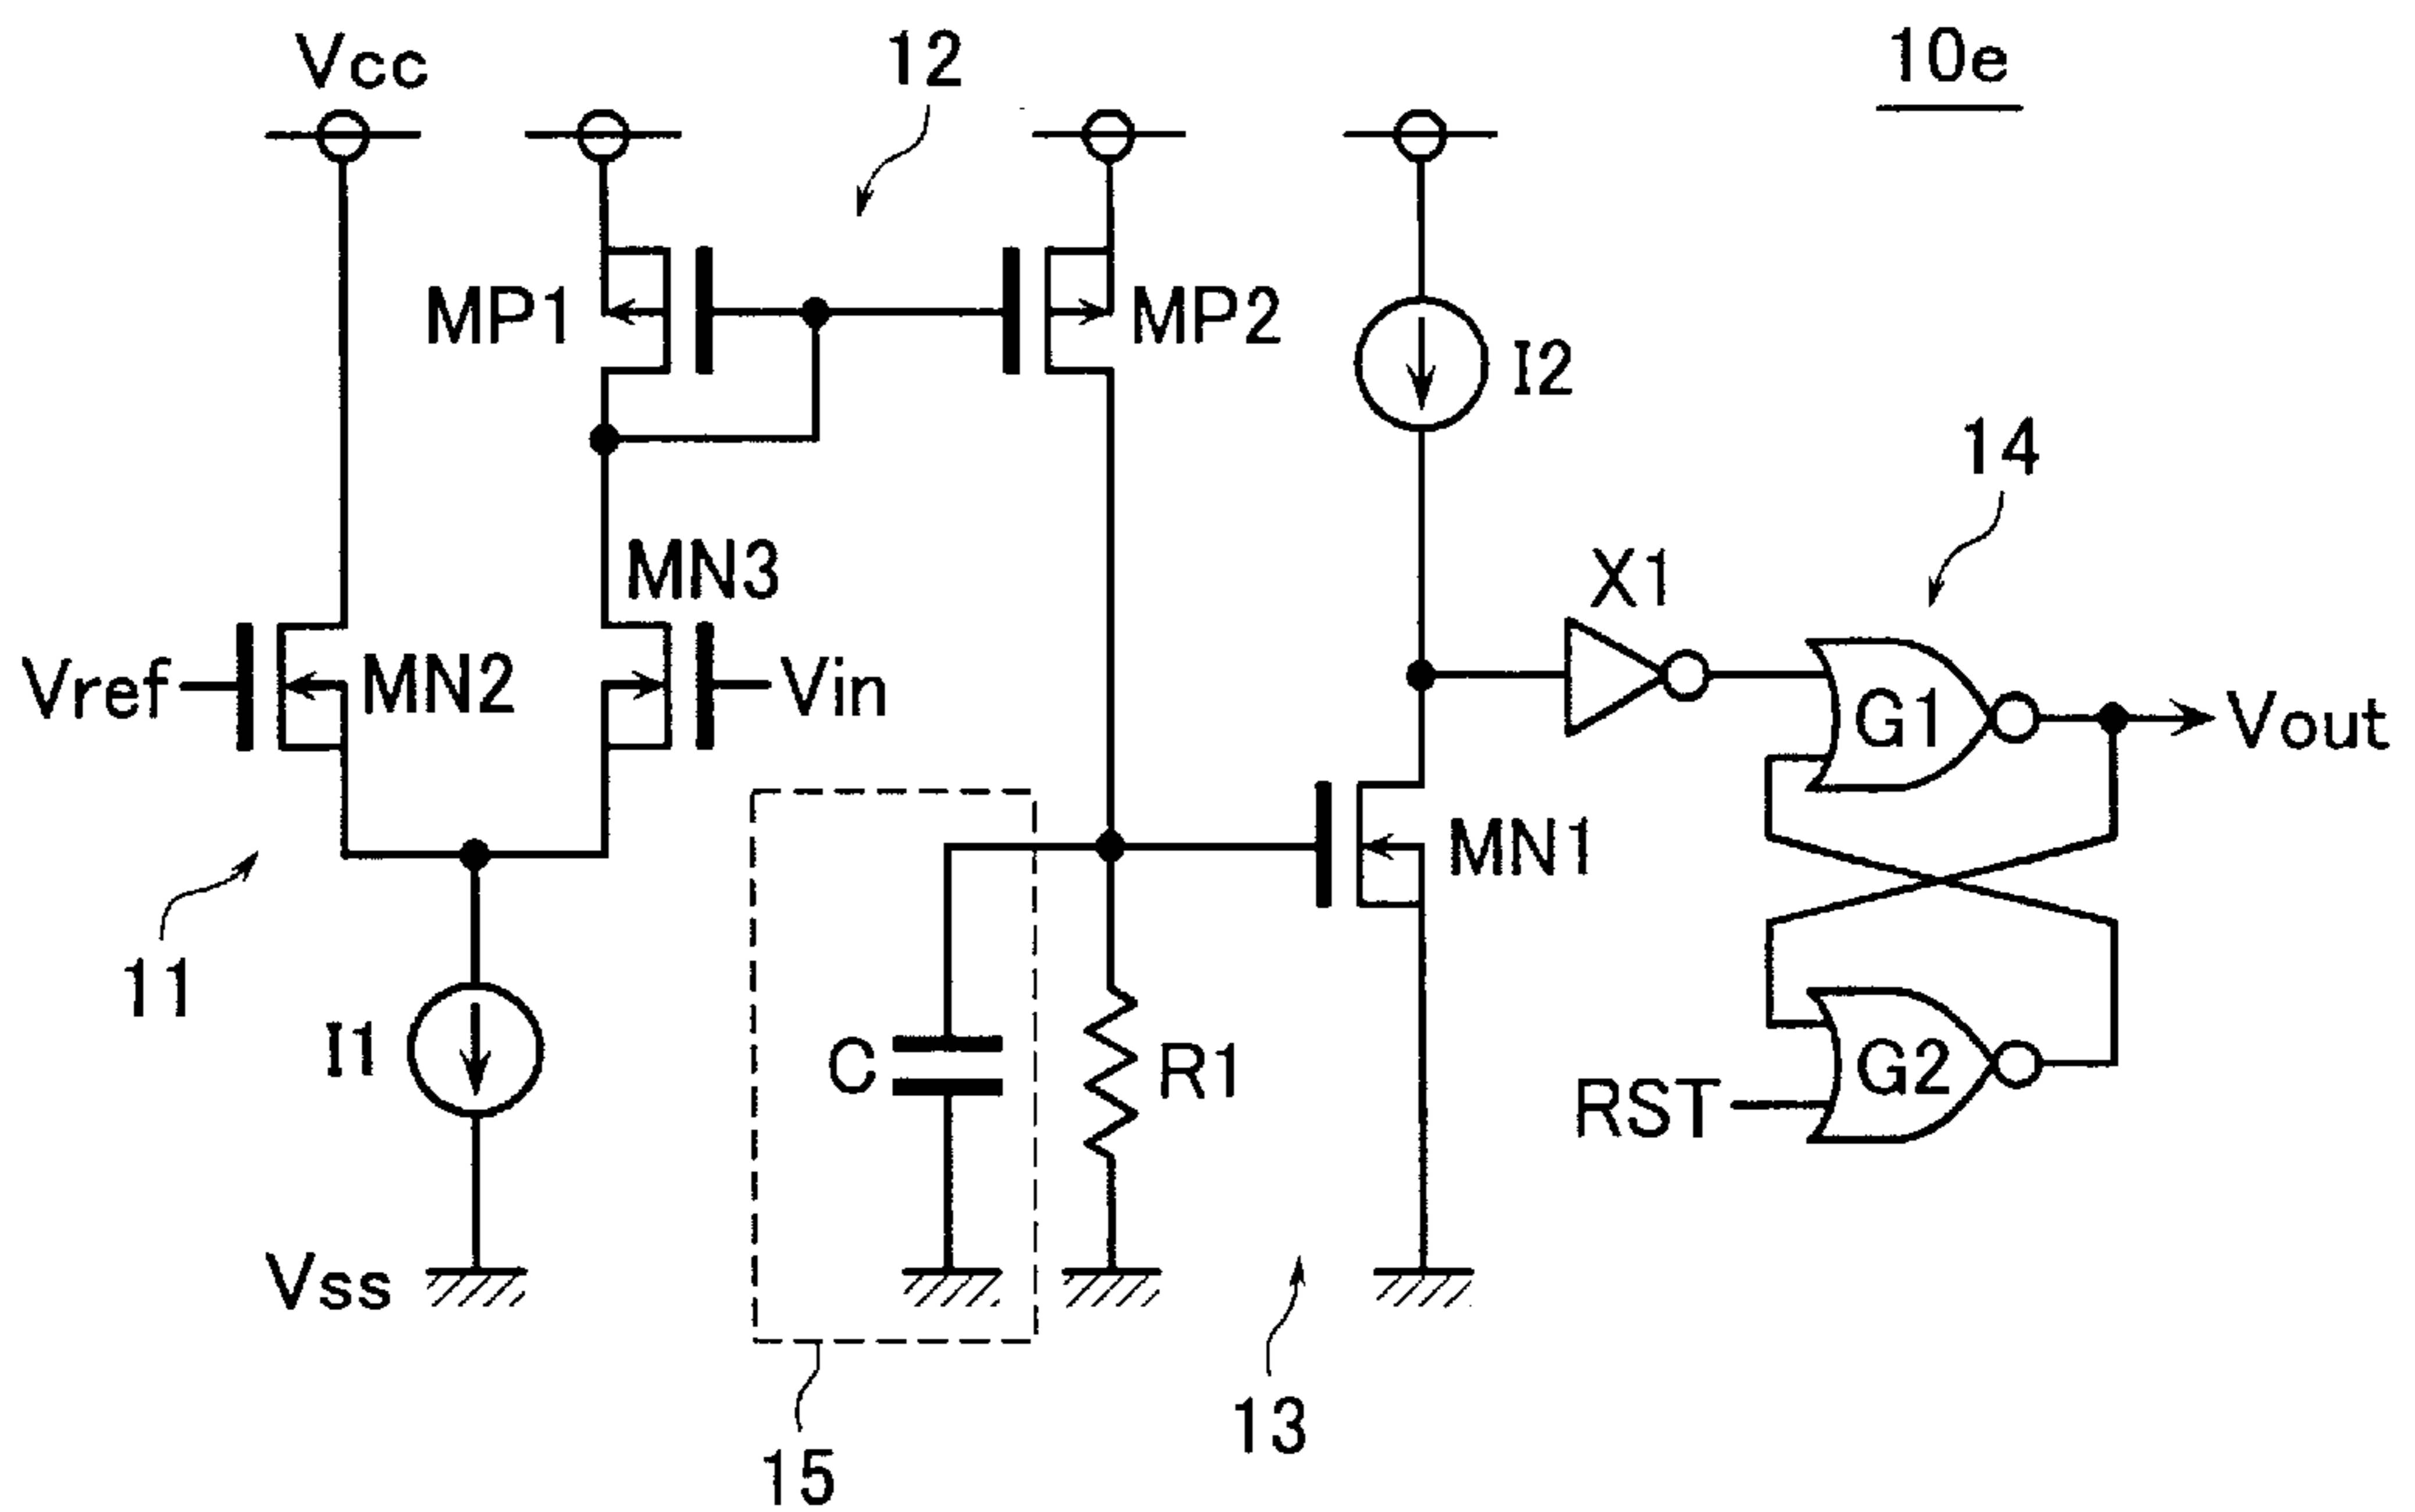 Vcc
12
10e
MP1
MP2
I2
14
MN3
X1
Vref
MN2
Vin
G1
Vout
MN1
11
I1
C
R1
G2
RST
Vss
13
15